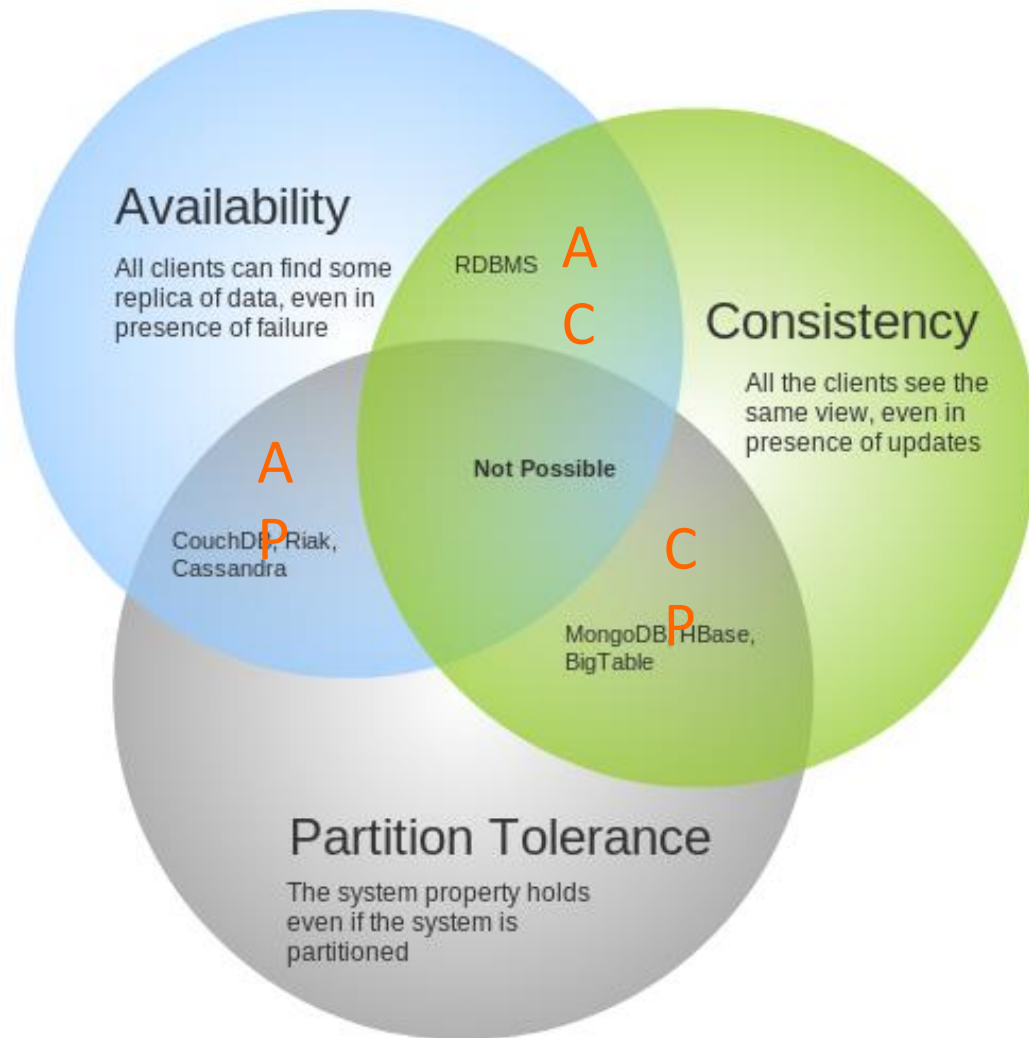 Availability
All clients can find some
replica of data, even in
presence of failure
RDBMS
A
C
Consistency
All the clients see the
same view, even in
presence of updates
Not Possible
A
P
CouchDB, Riak,
Cassandra
C
P
MongoDB, HBase,
BigTable
Partition Tolerance
The system property holds
even if the system is
partitioned